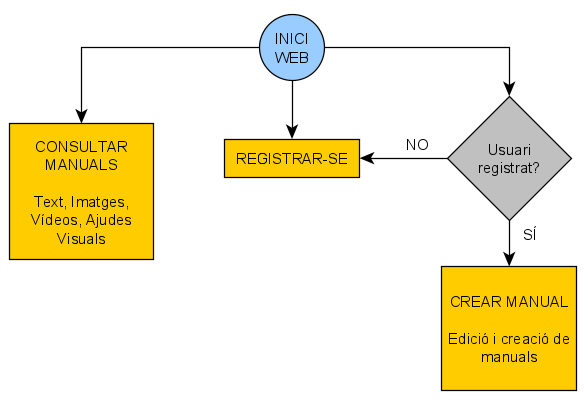 INICI
WEB
CONSULTAR
MANUALS
Text, Imatges,
Vídeos, Ajudes
Visuals
REGISTRAR-SE
NO
Usuari
registrat?
SÍ
CREAR MANUAL
Edició i creació de
manuals